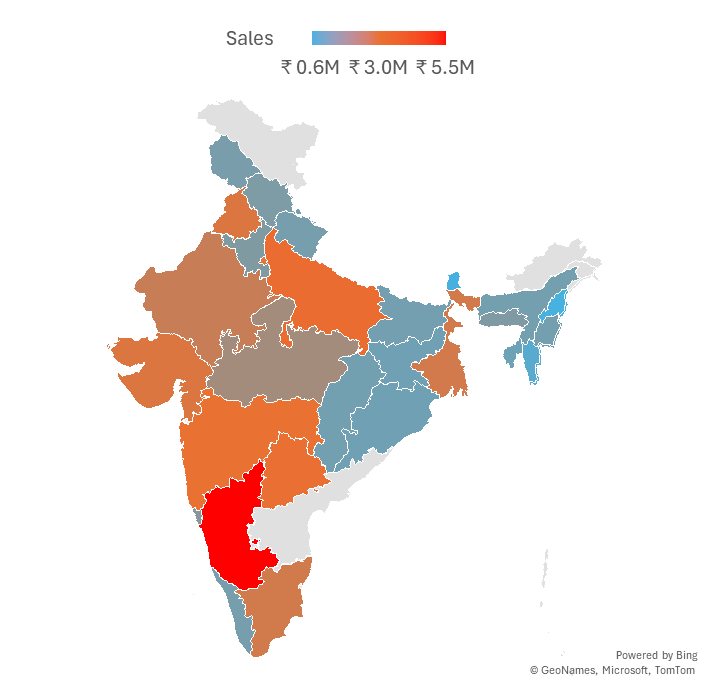 Sales
₹ 0.6M ₹ 3.0M ₹ 5.5M
Powered by Bing
© GeoNames, Microsoft, TomTom